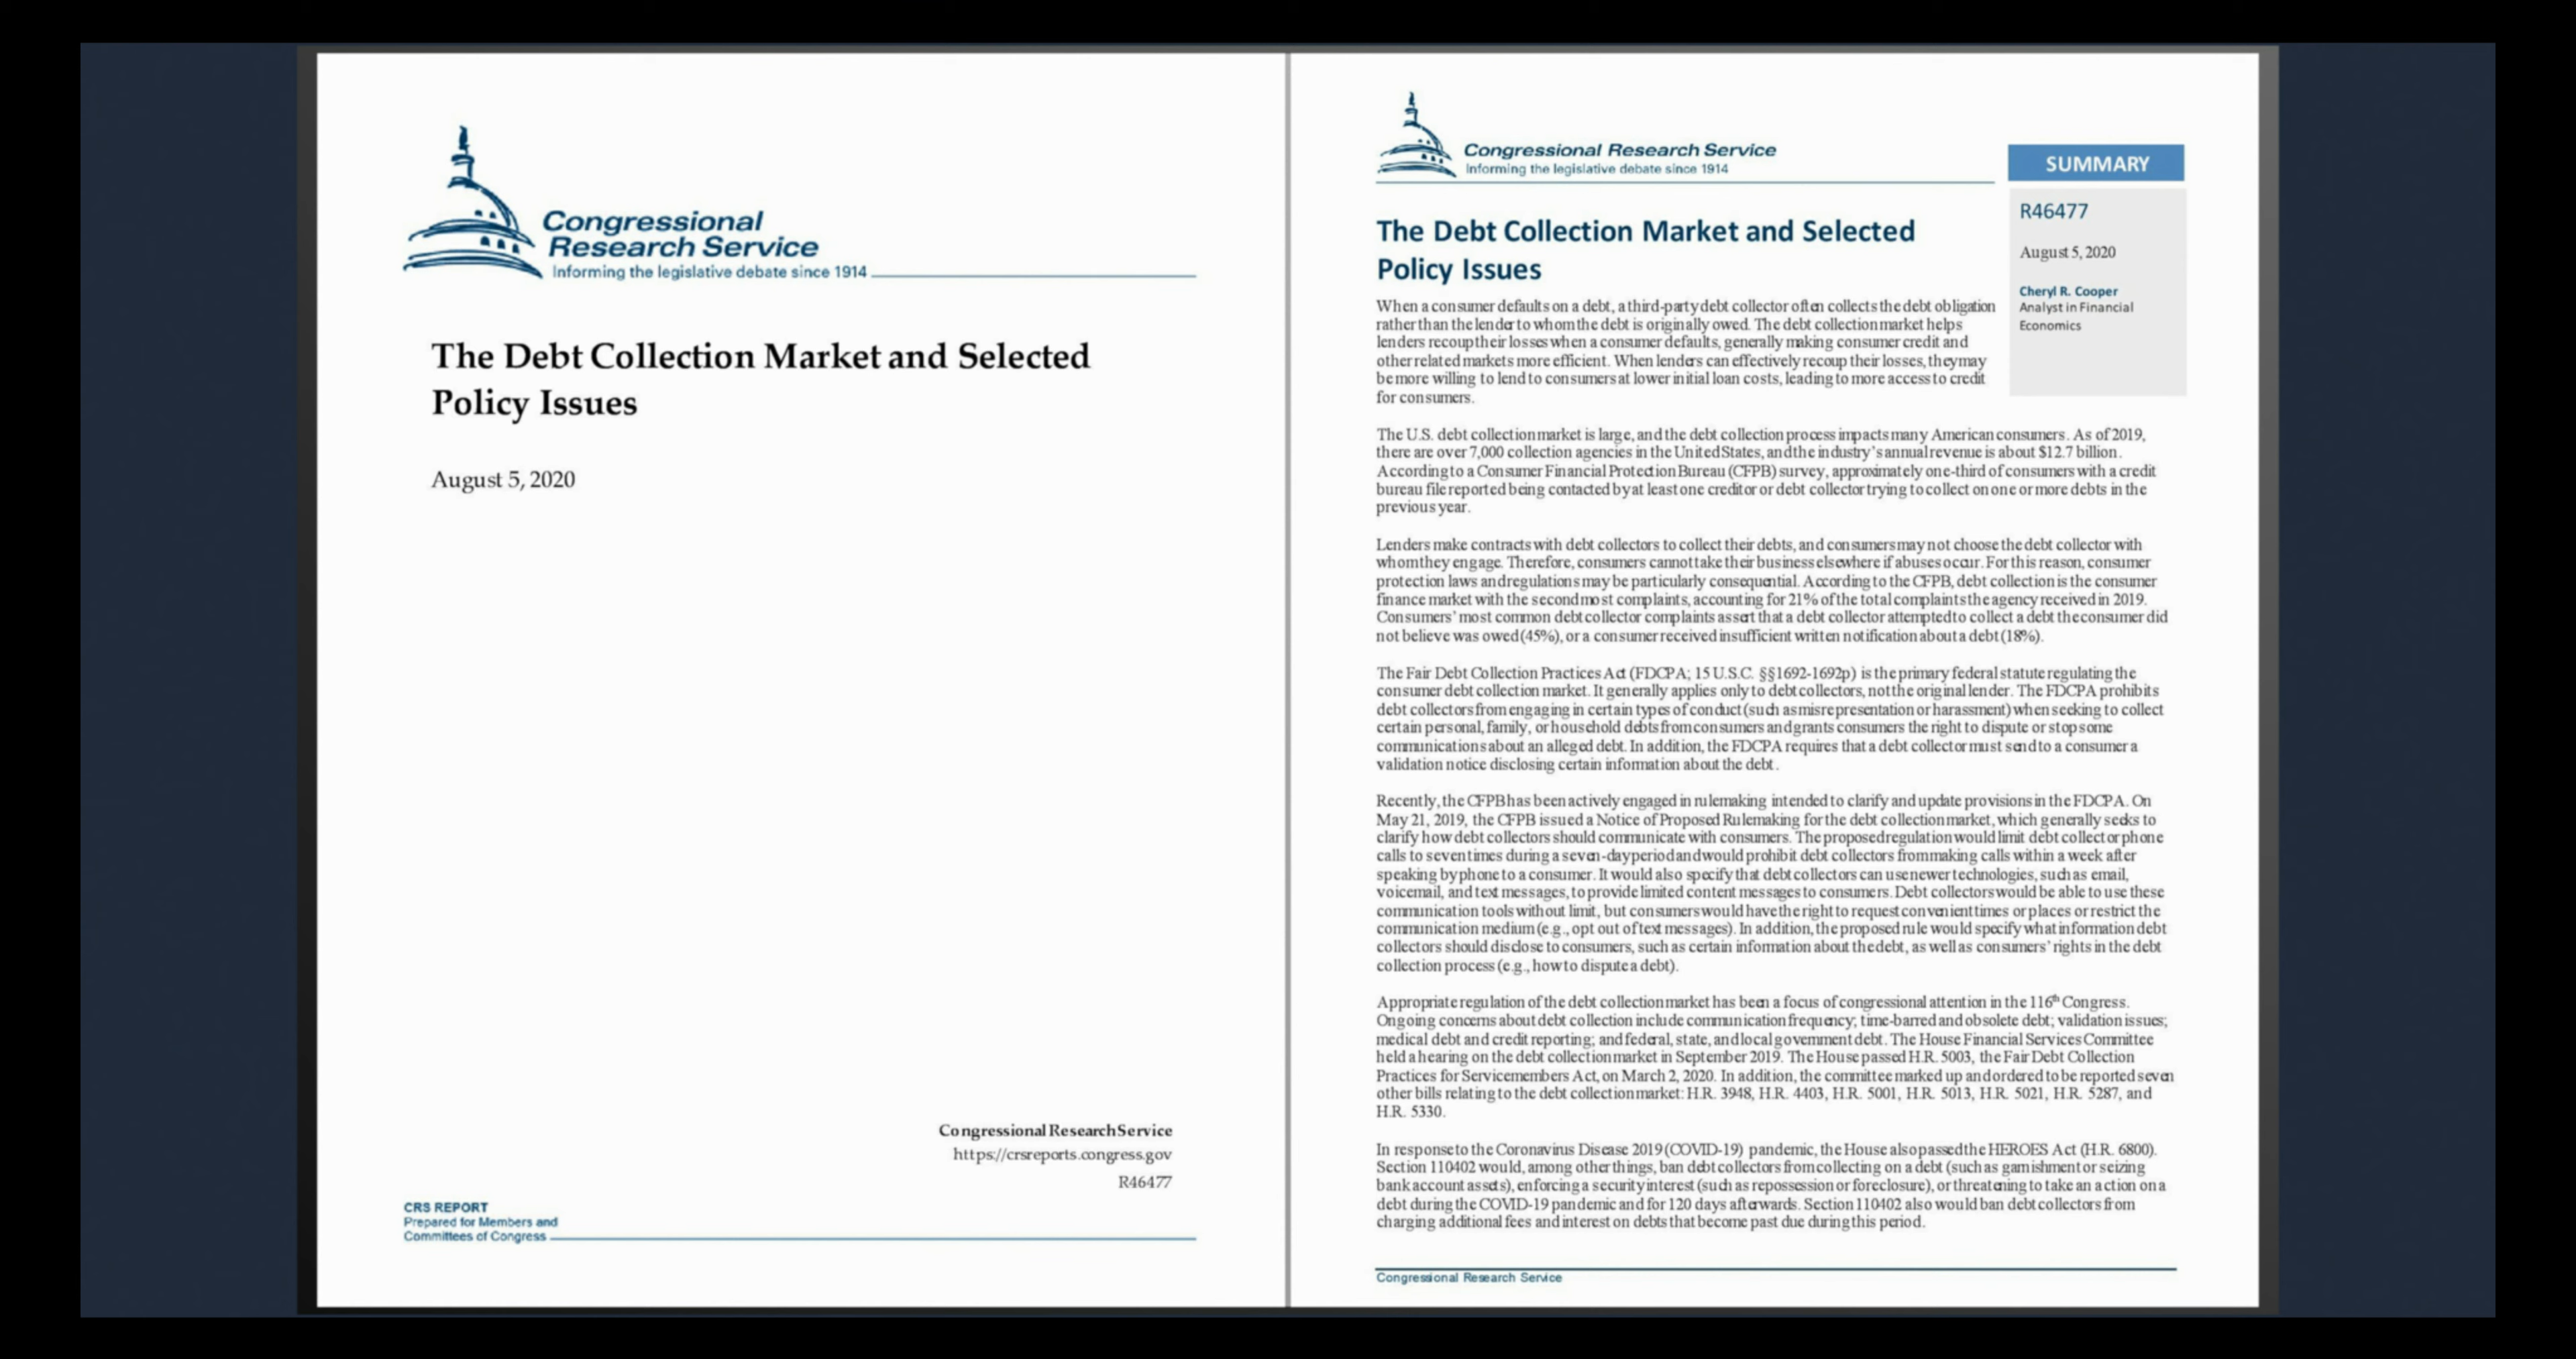 Congressional
Research Service
Informing the legislative debate since 1914
The Debt Collection Market and Selected
Policy Issues
August 5, 2020
Congressional Research Service
https://crsreports.congress.gov
R46477
CRS REPORT
Prepared for Members and
Committees of Congress
Congressional Research Service
Informing the legislative debate since 1914
SUMMARY
R46477
August 5, 2020
Cheryl R. Cooper
Analyst in Financial
Economics
The Debt Collection Market and Selected
Policy Issues
When a consumer defaults on a debt, a third-party debt collector often collects the debt obligation
rather than the lender to whom the debt is originally owed. The debt collection market helps
lenders recoup their losses when a consumer defaults, generally making consumer credit and
other related markets more efficient. When lenders can effectively recoup their losses, they may
be more willing to lend to consumers at lower initial loan costs, leading to more access to credit
for consumers.
The U.S. debt collection market is large, and the debt collection process impacts many American consumers. As of 2019,
there are over 7,000 collection agencies in the United States, and the industry's annual revenue is about $12.7 billion.
According to a Consumer Financial Protection Bureau (CFPB) survey, approximately one-third of consumers with a credit
bureau file reported being contacted by at least one creditor or debt collector trying to collect on one or more debts in the
previous year.
Lenders make contracts with debt collectors to collect their debts, and consumers may not choose the debt collector with
whom they engage. Therefore, consumers cannot take their business elsewhere if abuses occur. For this reason, consumer
protection laws and regulations may be particularly consequential. According to the CFPB, debt collection is the consumer
finance market with the second most complaints, accounting for 21% of the total complaints the agency received in 2019.
Consumers' most common debt collector complaints assert that a debt collector attempted to collect a debt the consumer did
not believe was owed (45%), or a consumer received insufficient written notification about a debt (18%).
The Fair Debt Collection Practices Act (FDCPA; 15 U.S.C. §§1692-1692p) is the primary federal statute regulating the
consumer debt collection market. It generally applies only to debt collectors, not the original lender. The FDCPA prohibits
debt collectors from engaging in certain types of conduct (such as misrepresentation or harassment) when seeking to collect
certain personal, family, or household debts from consumers and grants consumers the right to dispute or stop some
communications about an alleged debt. In addition, the FDCPA requires that a debt collector must send to a consumer a
validation notice disclosing certain information about the debt.
Recently, the CFPB has been actively engaged in rulemaking intended to clarify and update provisions in the FDCPA. On
May 21, 2019, the CFPB issued a Notice of Proposed Rulemaking for the debt collection market, which generally seeks to
clarify how debt collectors should communicate with consumers. The proposed regulation would limit debt collector phone
calls to seven times during a seven-day period and would prohibit debt collectors from making calls within a week after
speaking by phone to a consumer. It would also specify that debt collectors can use newer technologies, such as email,
voicemail, and text messages, to provide limited content messages to consumers. Debt collectors would be able to use these
communication tools without limit, but consumers would have the right to request convenient times or places or restrict the
communication medium (e.g., opt out of text messages). In addition, the proposed rule would specify what information debt
collectors should disclose to consumers, such as certain information about the debt, as well as consumers' rights in the debt
collection process (e.g., how to dispute a debt).
Appropriate regulation of the debt collection market has been a focus of congressional attention in the 116th Congress.
Ongoing concerns about debt collection include communication frequency; time-barred and obsolete debt; validation issues;
medical debt and credit reporting; and federal, state, and local government debt. The House Financial Services Committee
held a hearing on the debt collection market in September 2019. The House passed H.R. 5003, the Fair Debt Collection
Practices for Servicemembers Act, on March 2, 2020. In addition, the committee marked up and ordered to be reported seven
other bills relating to the debt collection market: H.R. 3948, H.R. 4403, H.R. 5001, H.R. 5013, H.R. 5021, H.R. 5287, and
H.R. 5330.
In response to the Coronavirus Disease 2019 (COVID-19) pandemic, the House also passed the HEROES Act (H.R. 6800).
Section 110402 would, among other things, ban debt collectors from collecting on a debt (such as garnishment or seizing
bank account assets), enforcing a security interest (such as repossession or foreclosure), or threatening to take an action on a
debt during the COVID-19 pandemic and for 120 days afterwards. Section 110402 also would ban debt collectors from
charging additional fees and interest on debts that become past due during this period.
Congressional Research Service